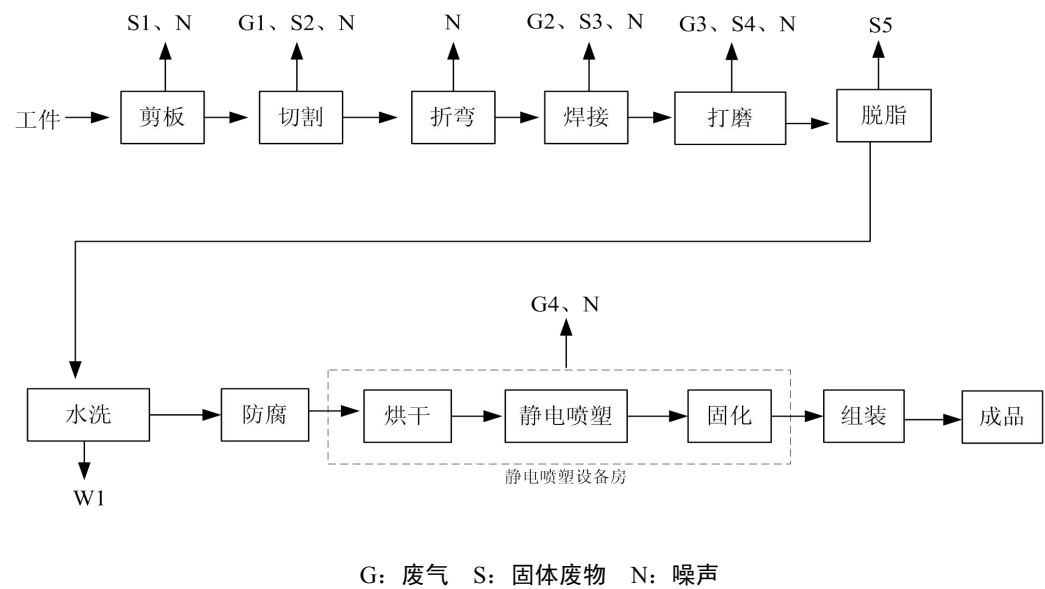 S1、N G1、S2、N N G2、S3、N G3、S4、N S5
工件 剪板 切割 折弯 焊接 打磨 脱脂
G4、N
水洗 防腐 烘干 静电喷塑 固化 组装 成品
静电喷塑设备房
W1
G：废气 S：固体废物 N：噪声